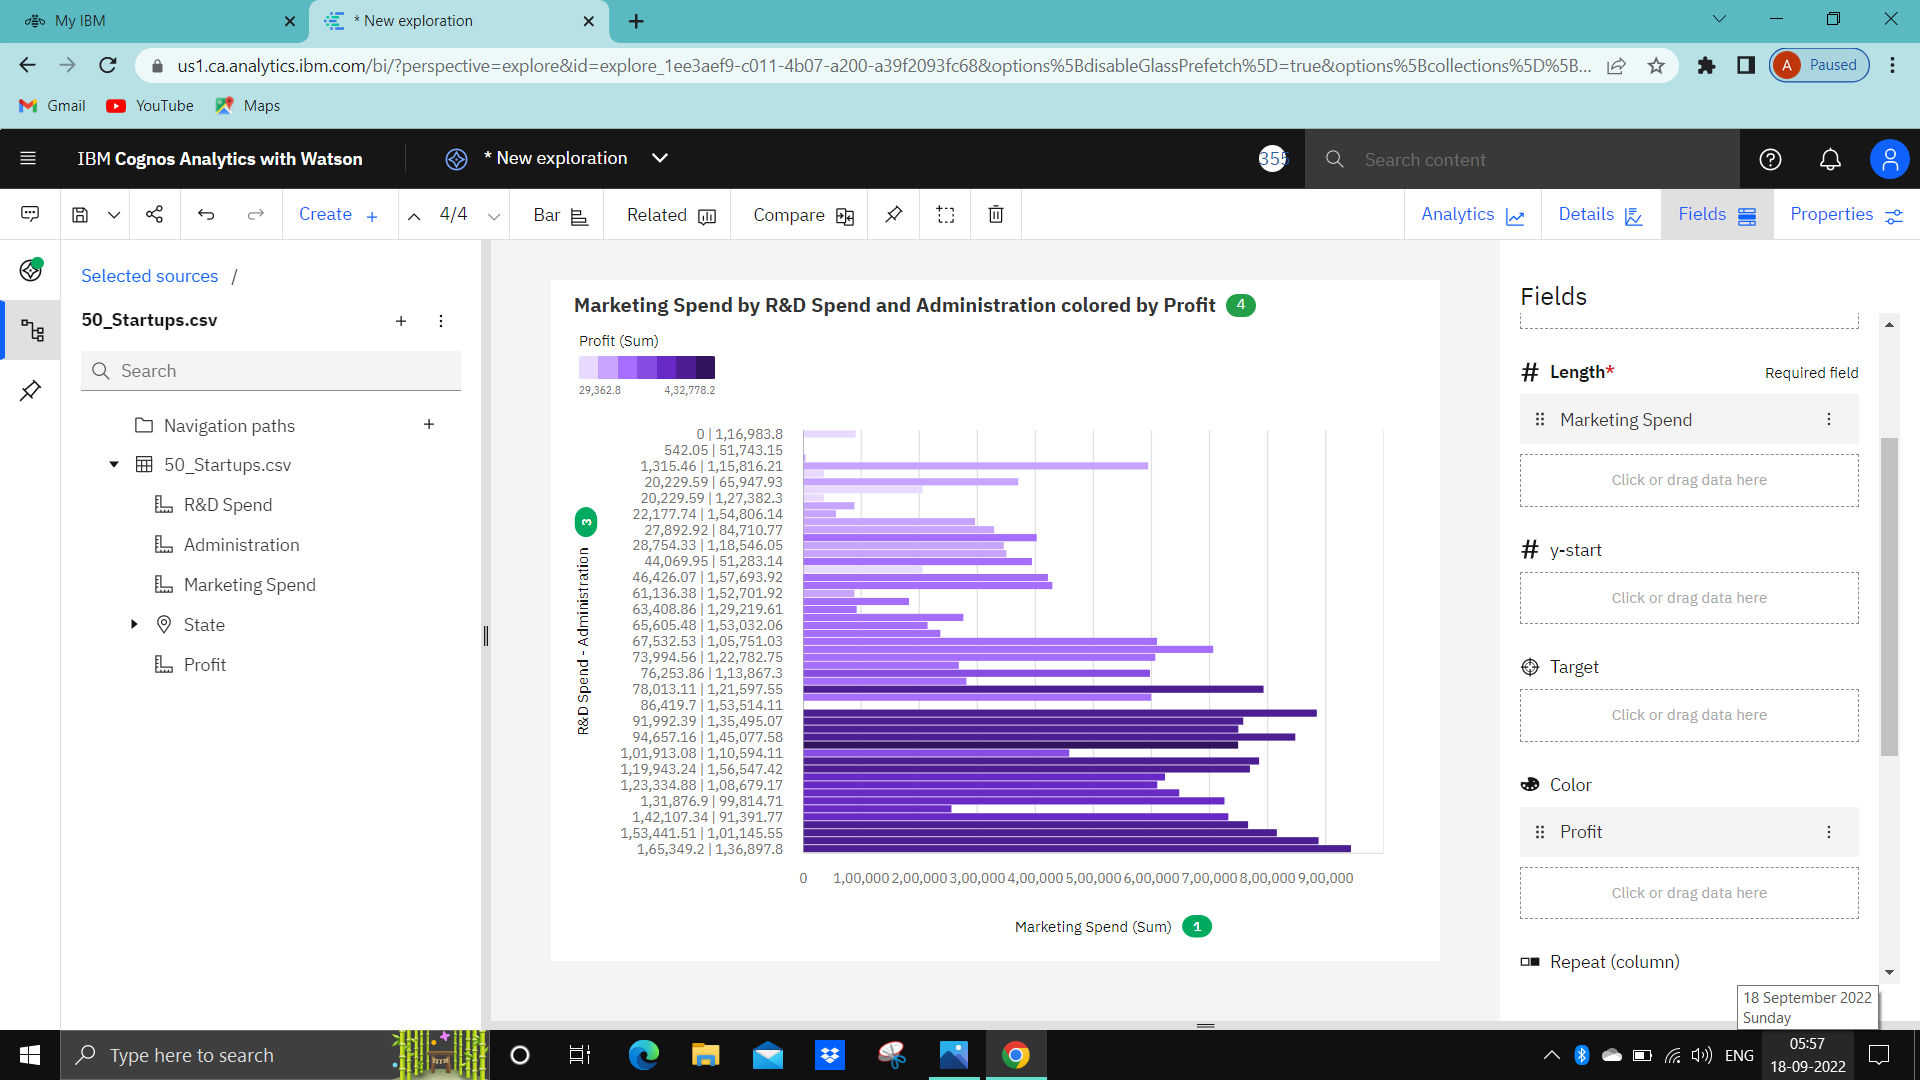 My IBM
* New exploration
us1.ca.analytics.ibm.com/bi/?perspective=explore&id=explore_1ee3aef9-c011-4b07-a200-a39f2093fc68&options%5BdisableGlassPrefetch%5D=true&options%5Bcollections%5D%5B...
A Paused
Gmail YouTube Maps
IBM Cognos Analytics with Watson
* New exploration
355
Search content
Create + 4/4 Bar Related Compare
Analytics Details Fields Properties
Selected sources /
50_Startups.csv
Search
Navigation paths
50_Startups.csv
R&D Spend
Administration
Marketing Spend
State
Profit
Marketing Spend by R&D Spend and Administration colored by Profit 4
Profit (Sum)
29,362.8 4,32,778.2
R&D Spend - Administration 3
0 | 1,16,983.8
542.05 | 51,743.15
1,315.46 | 1,15,816.21
20,229.59 | 65,947.93
20,229.59 | 1,27,382.3
22,177.74 | 1,54,806.14
27,892.92 | 84,710.77
28,754.33 | 1,18,546.05
44,069.95 | 51,283.14
46,426.07 | 1,57,693.92
61,136.38 | 1,52,701.92
63,408.86 | 1,29,219.61
65,605.48 | 1,53,032.06
67,532.53 | 1,05,751.03
73,994.56 | 1,22,782.75
76,253.86 | 1,13,867.3
78,013.11 | 1,21,597.55
86,419.7 | 1,53,514.11
91,992.39 | 1,35,495.07
94,657.16 | 1,45,077.58
1,01,913.08 | 1,10,594.11
1,19,943.24 | 1,56,547.42
1,23,334.88 | 1,08,679.17
1,31,876.9 | 99,814.71
1,42,107.34 | 91,391.77
1,53,441.51 | 1,01,145.55
1,65,349.2 | 1,36,897.8
0 1,00,000 2,00,000 3,00,000 4,00,000 5,00,000 6,00,000 7,00,000 8,00,000 9,00,000
Marketing Spend (Sum) 1
Fields
Length* Required field
Marketing Spend
Click or drag data here
y-start
Click or drag data here
Target
Click or drag data here
Color
Profit
Click or drag data here
Repeat (column)
18 September 2022
Sunday
Type here to search
ENG
05:57
18-09-2022